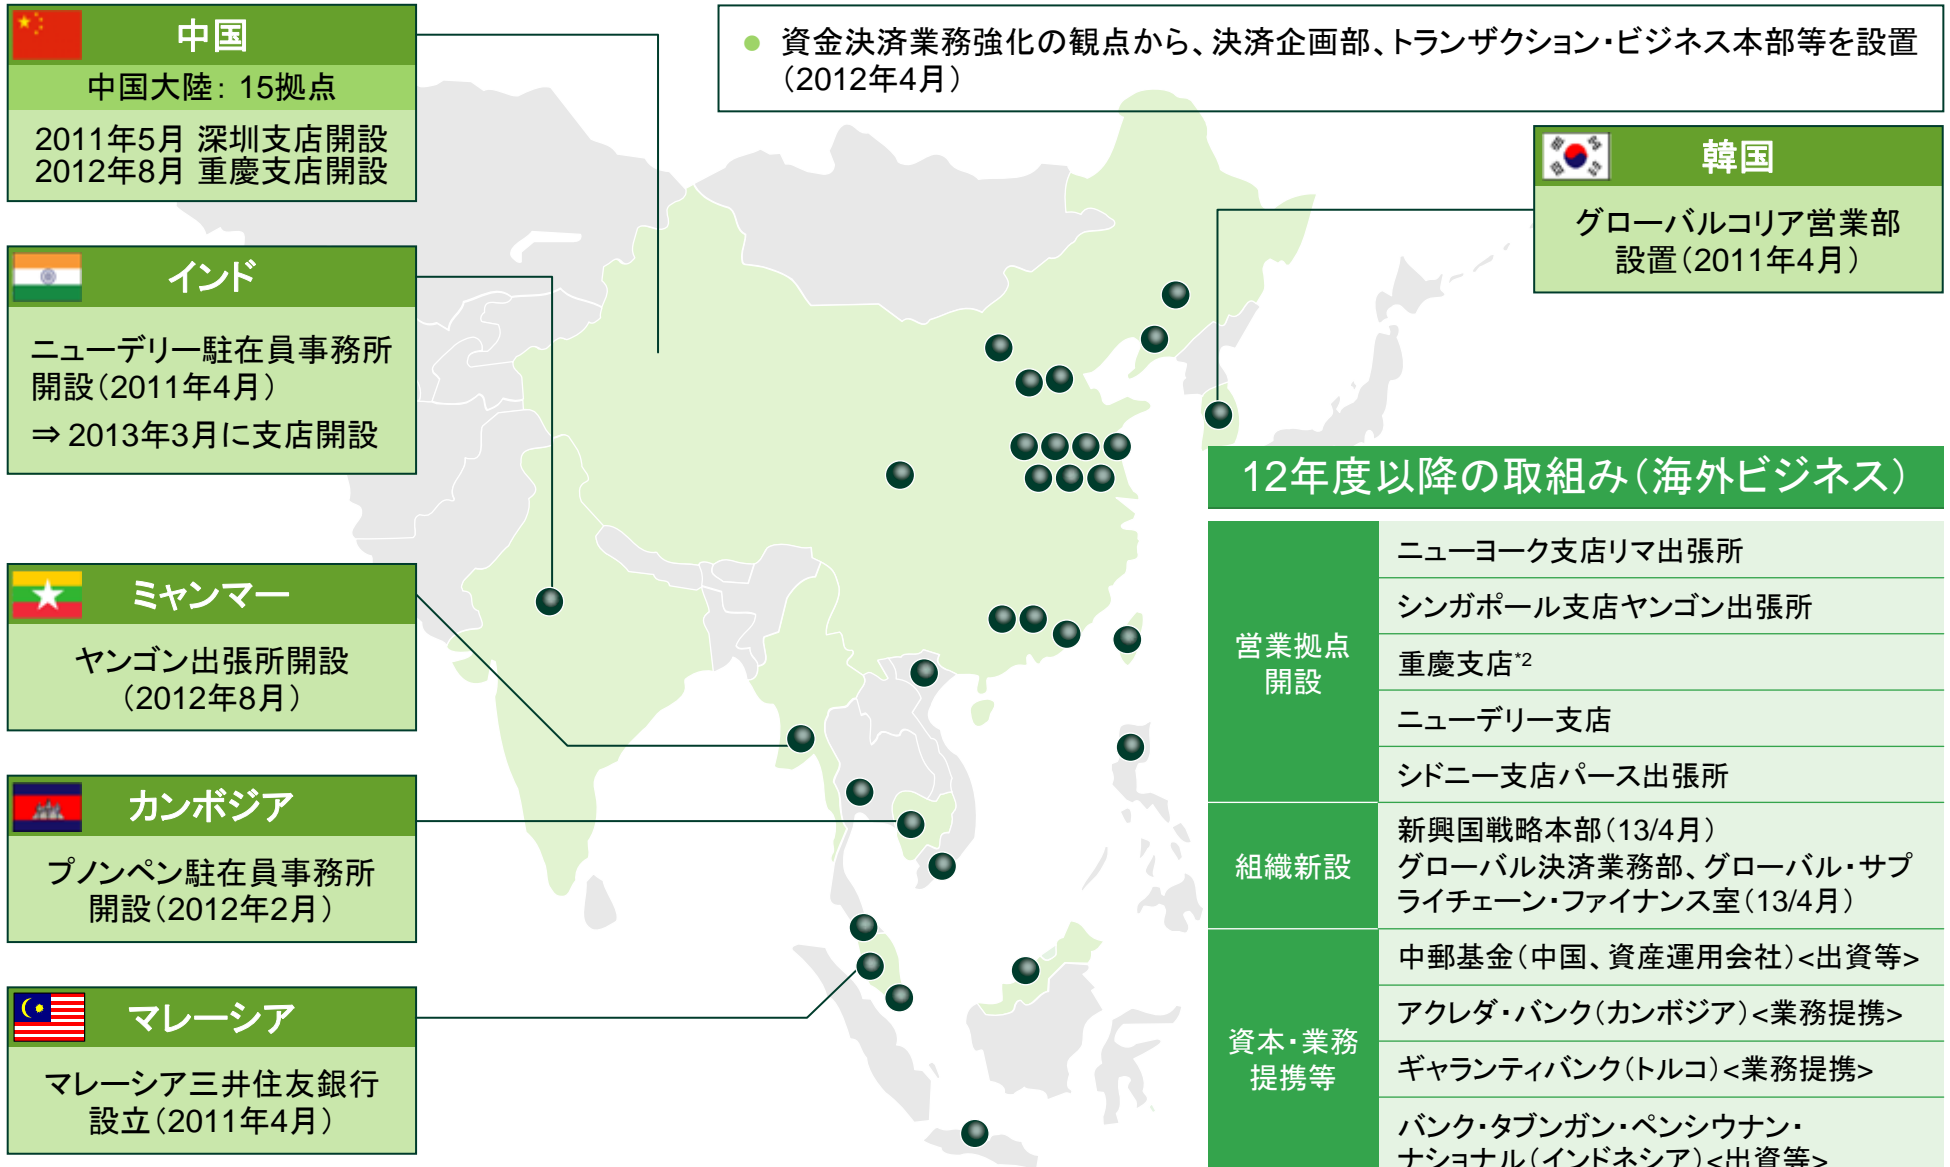 中国
中国大陸：15拠点
2011年5月 深圳支店開設
2012年8月 重慶支店開設
● 資金決済業務強化の観点から、決済企画部、トランザクション・ビジネス本部等を設置
（2012年4月）
韓国
グローバルコリア営業部
設置（2011年4月）
インド
ニューデリー駐在員事務所
開設（2011年4月）
⇒ 2013年3月に支店開設
ミャンマー
ヤンゴン出張所開設
（2012年8月）
カンボジア
プノンペン駐在員事務所
開設（2012年2月）
マレーシア
マレーシア三井住友銀行
設立（2011年4月）
12年度以降の取組み（海外ビジネス）
営業拠点
開設
ニューヨーク支店リマ出張所
シンガポール支店ヤンゴン出張所
重慶支店*2
ニューデリー支店
シドニー支店パース出張所
組織新設
新興国戦略本部（13/4月）
グローバル決済業務部、グローバル・サプ
ライチェーン・ファイナンス室（13/4月）
資本・業務
提携等
中郵基金（中国、資産運用会社）<出資等>
アクレダ・バンク（カンボジア）<業務提携>
ギャランティバンク（トルコ）<業務提携>
バンク・タブンガン・ペンシウナン・
ナショナル（インドネシア）<出資等>